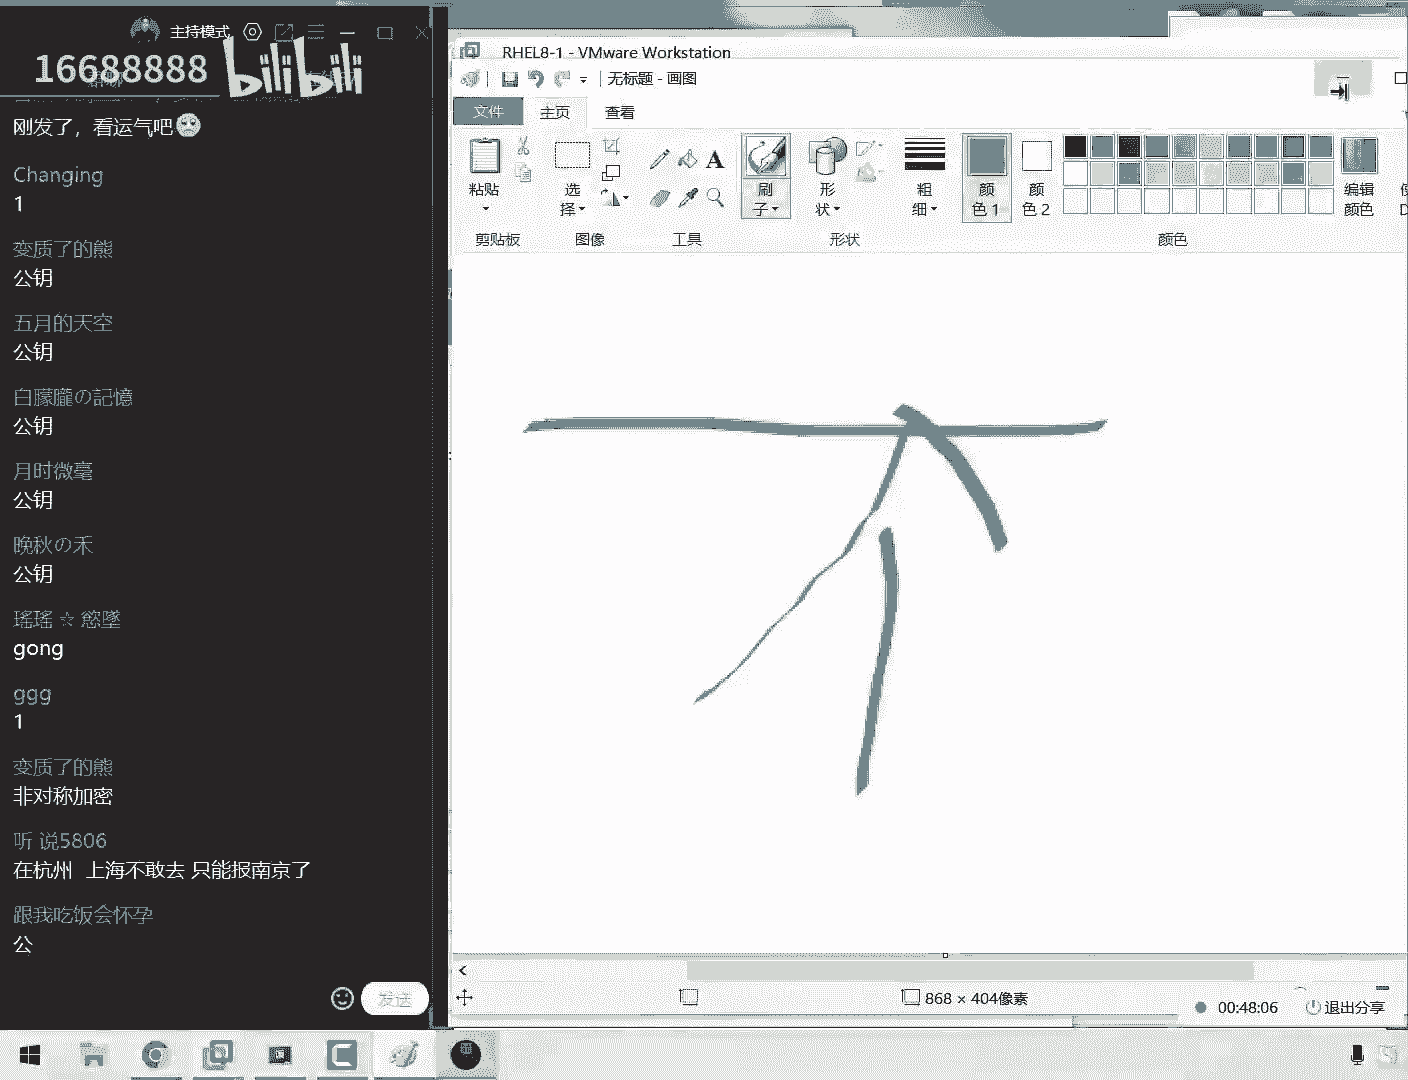 主持模式
16688888 bilibili
刚发了，看运气吧
Changing
1
变质了的熊
公钥
五月的天空
公钥
白朦朧の記憶
公钥
月时微毫
公钥
晚秋の禾
公钥
瑤瑤 ☆ 慾墜
gong
ggg
1
变质了的熊
非对称加密
听 说5806
在杭州 上海不敢去 只能报南京了
跟我吃饭会怀孕
公
发送
RHEL8-1 - VMware Workstation
无标题 - 画图
文件 主页 查看
粘贴
选
择
A
刷
子
形
状
粗
细
颜
色 1
颜
色 2
编辑
颜色
剪贴板 图像 工具 形状 颜色
868 × 404像素
00:48:06 退出分享